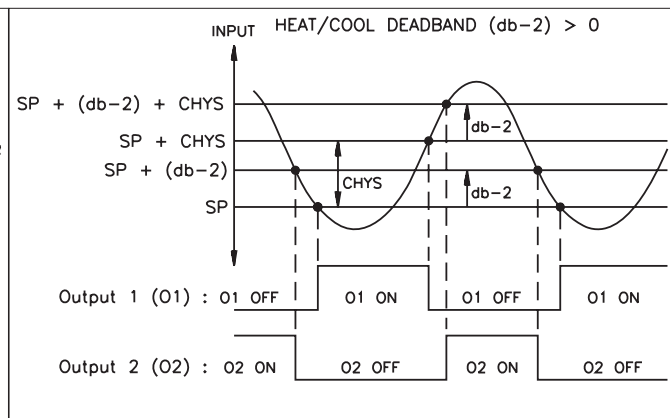 INPUT HEAT/COOL DEADBAND (db-2) > 0
SP + (db-2) + CHYS
db-2
SP + CHYS
SP + (db-2)
CHYS
db-2
SP
Output 1 (O1) : O1 OFF O1 ON O1 OFF O1 ON
Output 2 (O2) : O2 ON O2 OFF O2 ON O2 OFF